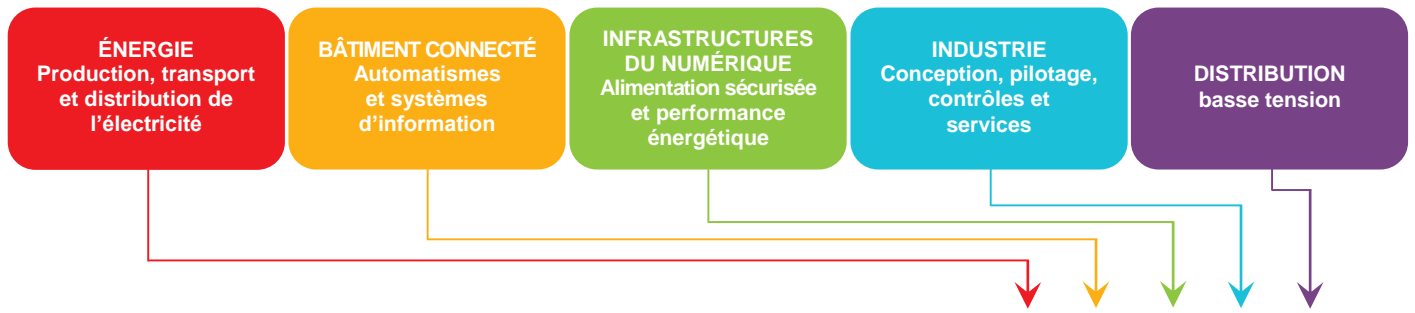 ÉNERGIE
Production, transport
et distribution de
l’électricité
BÂTIMENT CONNECTÉ
Automatismes
et systèmes
d’information
INFRASTRUCTURES
DU NUMÉRIQUE
Alimentation sécurisée
et performance
énergétique
INDUSTRIE
Conception, pilotage,
contrôles et
services
DISTRIBUTION
basse tension